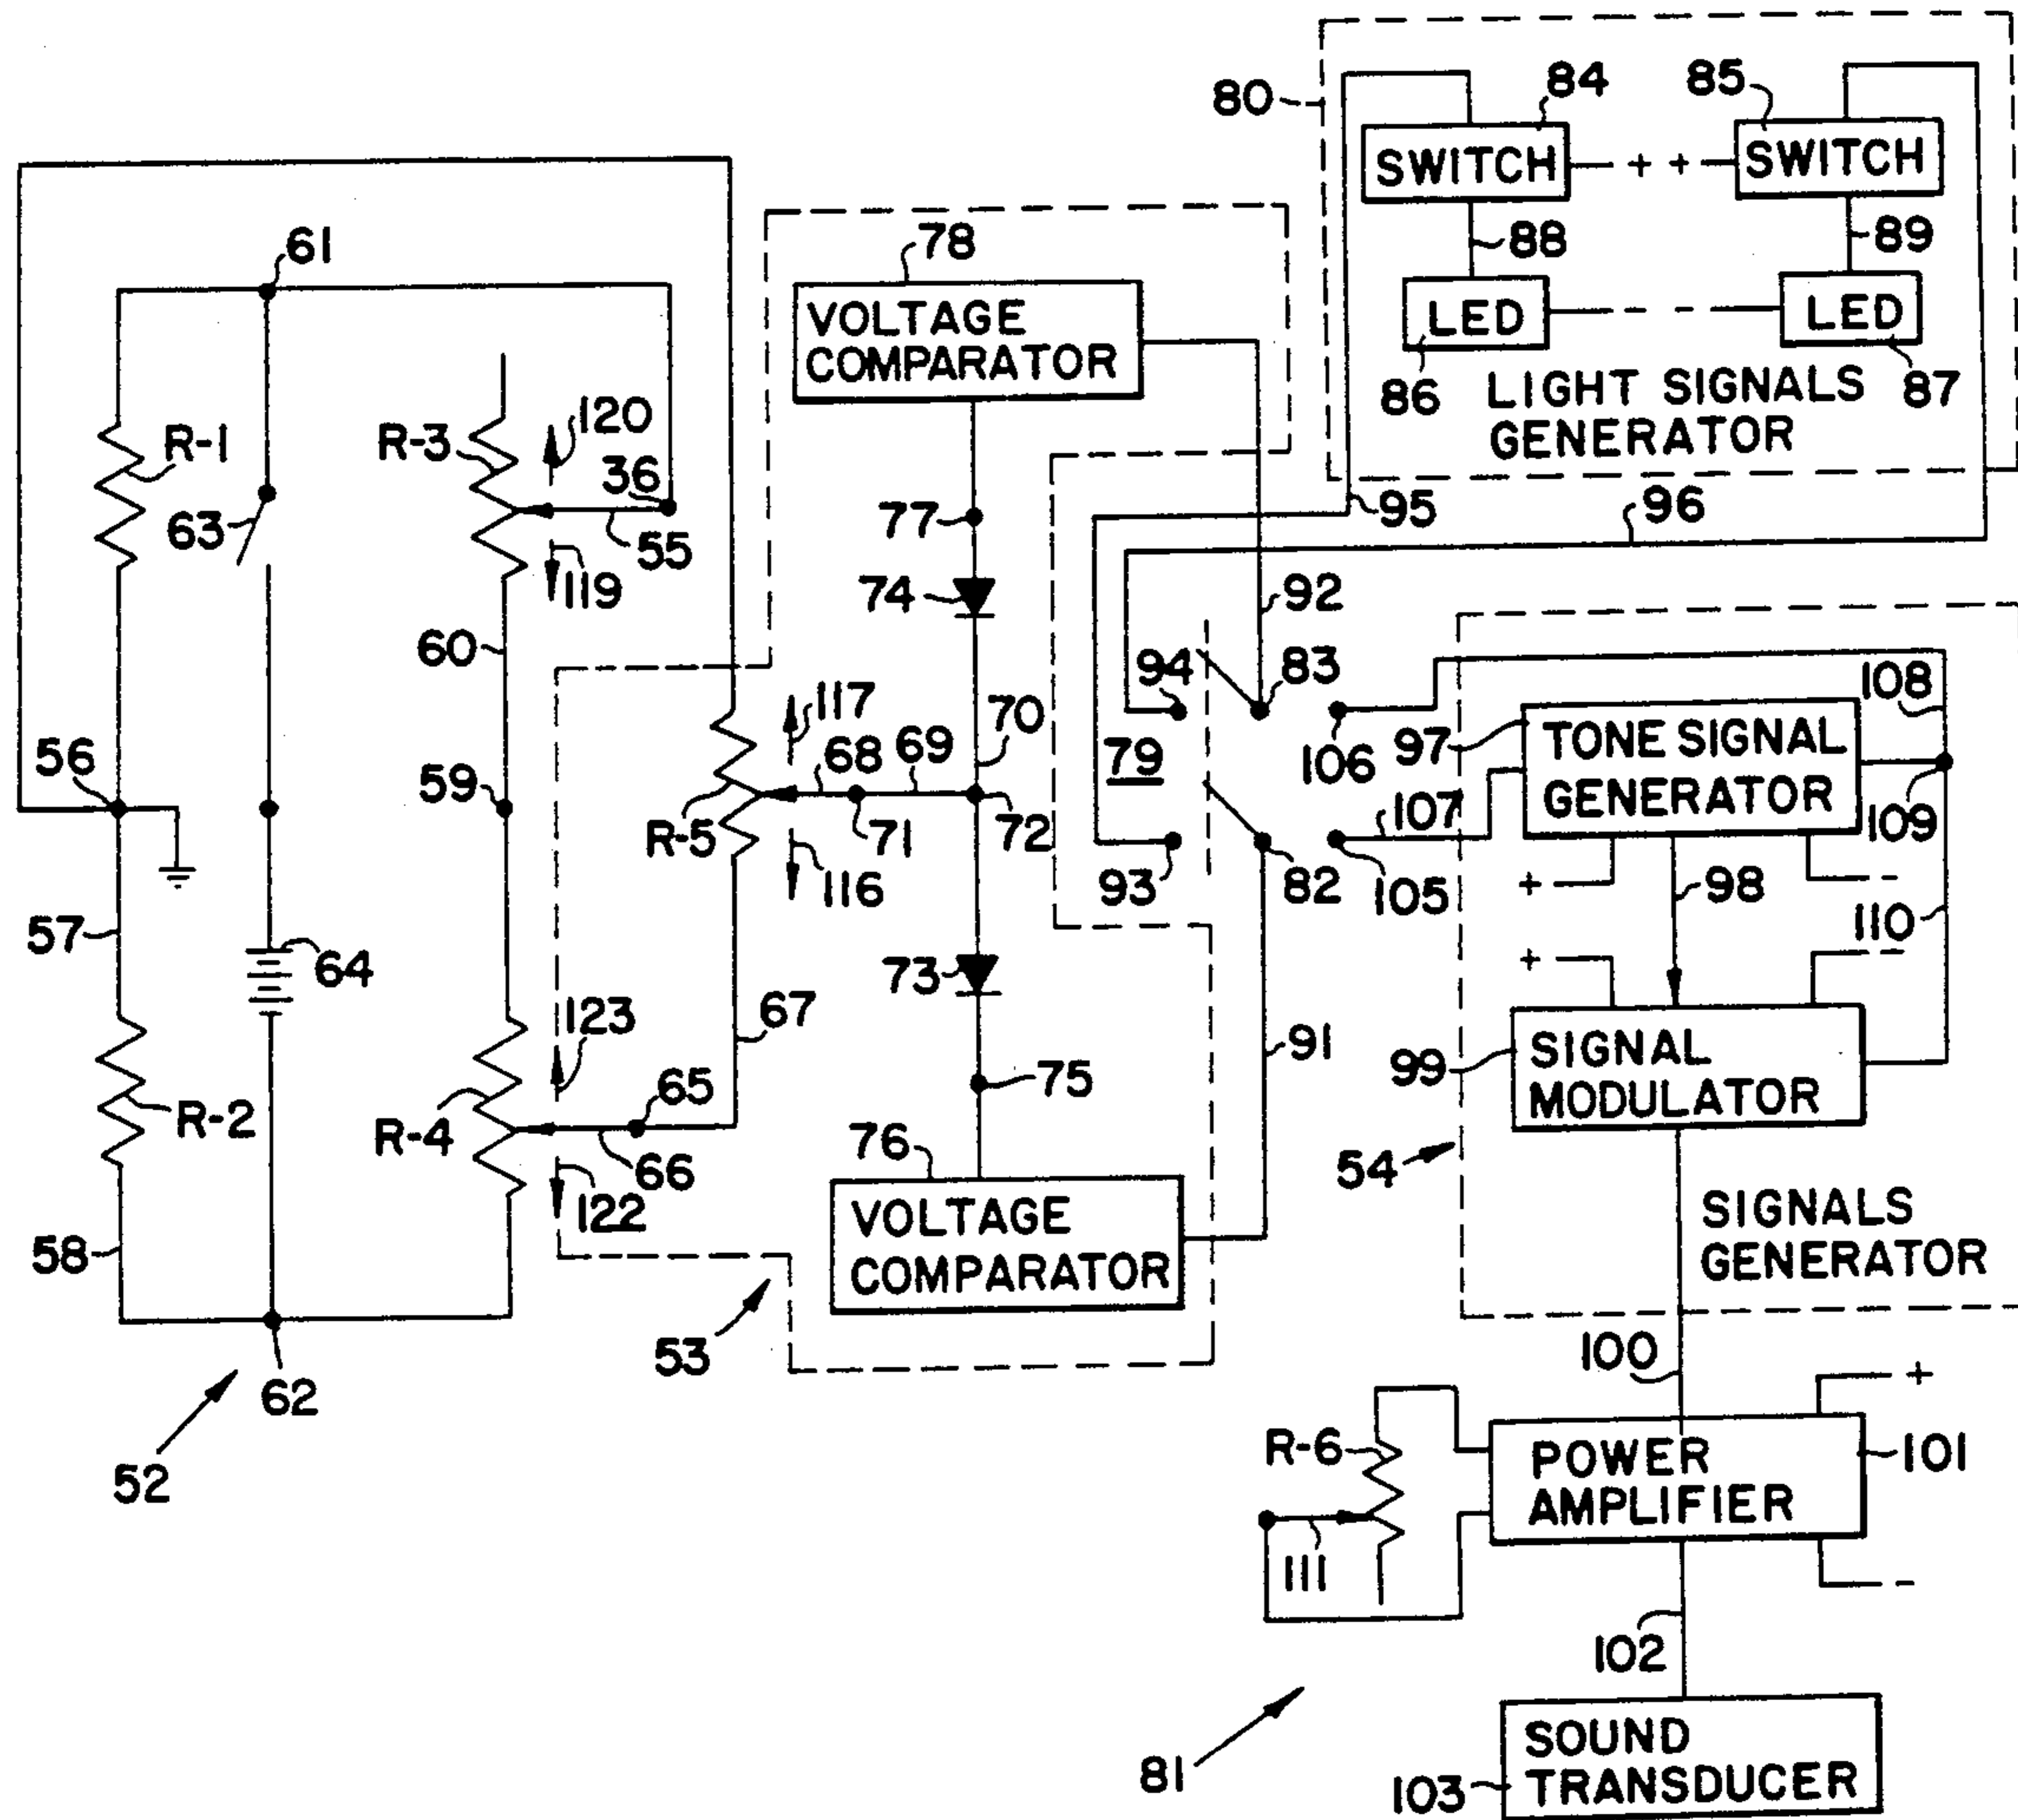 80
84
85
SWITCH
+ +
SWITCH
88
89
LED
- -
LED
86
87
LIGHT SIGNALS
GENERATOR
61
78
VOLTAGE
COMPARATOR
R-1
R-3
120
36
63
55
119
77
95
96
74
92
60
94
83
117
70
108
79
106
97
TONE SIGNAL
GENERATOR
56
59
68
69
R-5
71
72
107
109
116
93
82
105
+
-
98
57
64
73
110
+
-
123
67
91
99
SIGNAL
MODULATOR
65
75
R-2
R-4
66
76
54
122
VOLTAGE
COMPARATOR
SIGNALS
GENERATOR
58
53
62
100
+
52
R-6
POWER
AMPLIFIER
101
111
-
102
81
SOUND
TRANSDUCER
103